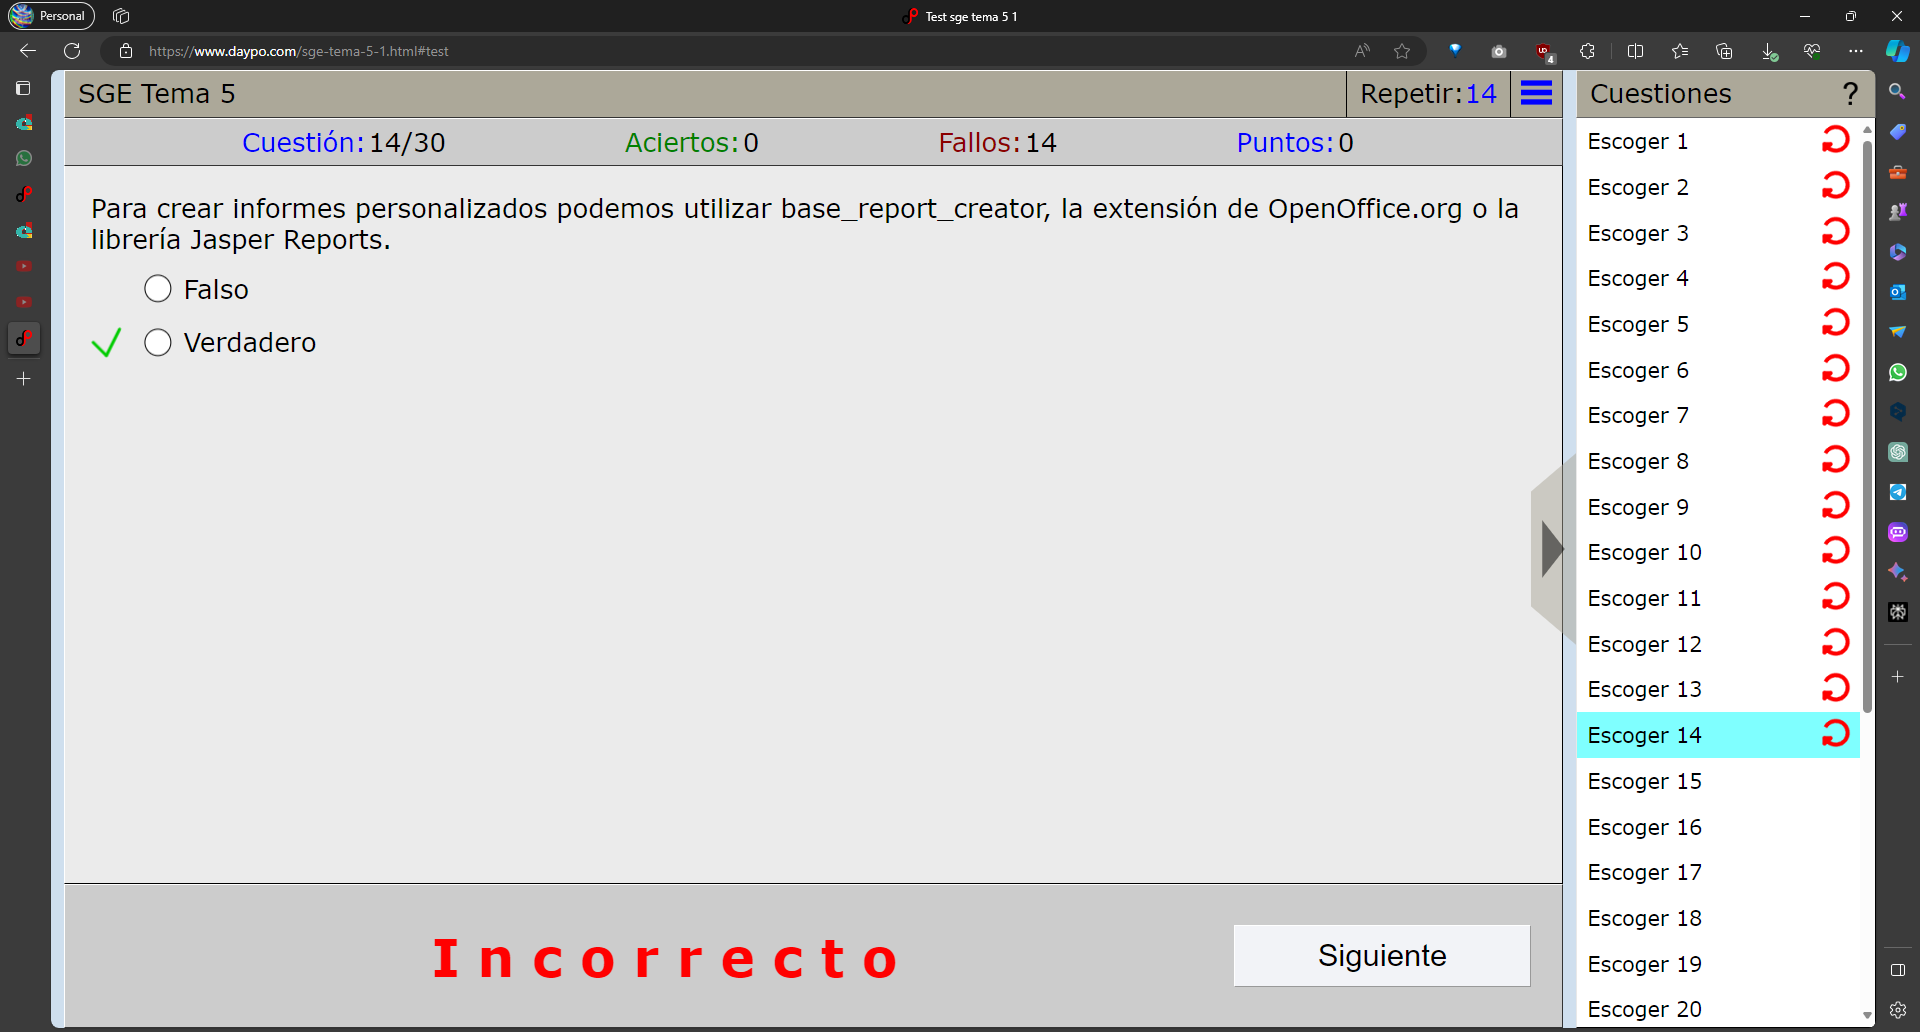 Personal
Test sge tema 5 1
https://www.daypo.com/sge-tema-5-1.html#test
4
SGE Tema 5
Repetir:14
Cuestiones
?
Cuestión:14/30
Aciertos:0
Fallos:14
Puntos:0
Para crear informes personalizados podemos utilizar base_report_creator, la extensión de OpenOffice.org o la
librería Jasper Reports.
Falso
Verdadero
Incorrecto
Siguiente
Escoger 1
Escoger 2
Escoger 3
Escoger 4
Escoger 5
Escoger 6
Escoger 7
Escoger 8
Escoger 9
Escoger 10
Escoger 11
Escoger 12
Escoger 13
Escoger 14
Escoger 15
Escoger 16
Escoger 17
Escoger 18
Escoger 19
Escoger 20